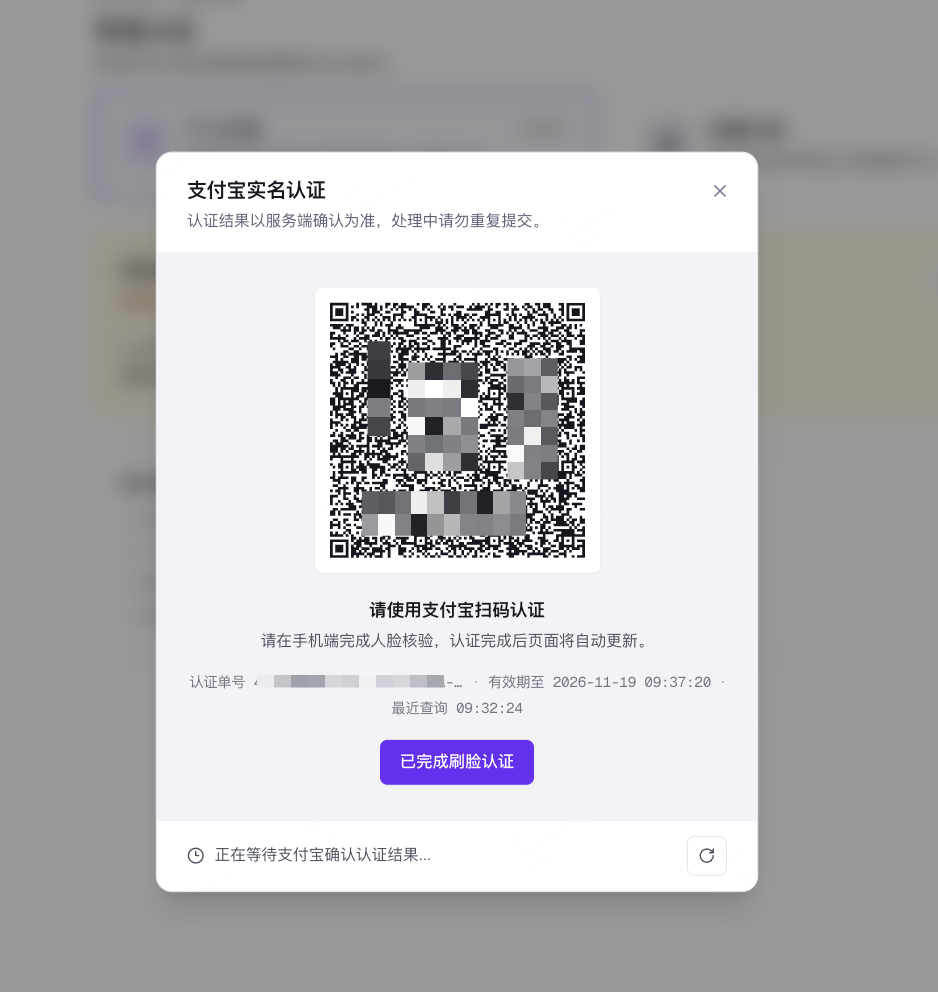 支付宝实名认证
认证结果以服务端确认为准，处理中请勿重复提交。
请使用支付宝扫码认证
请在手机端完成人脸核验，认证完成后页面将自动更新。
认证单号 -… · 有效期至 2026-11-19 09:37:20 ·
最近查询 09:32:24
已完成刷脸认证
正在等待支付宝确认认证结果...